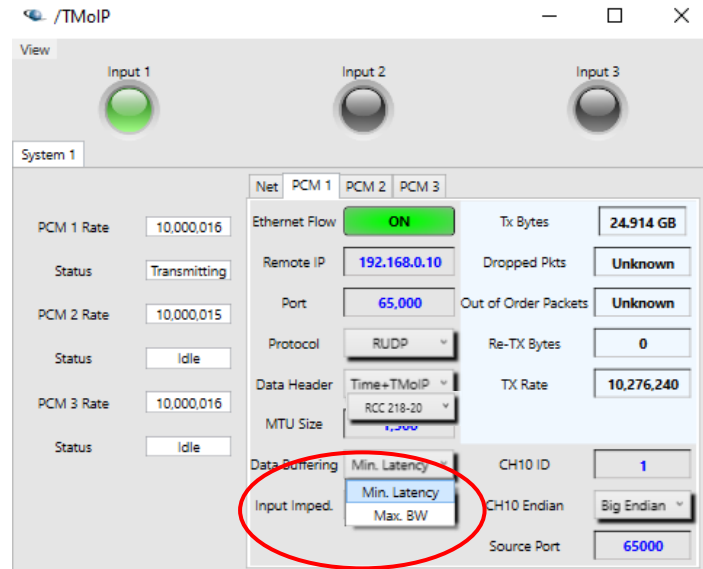 /TMoIP
View
Input 1
Input 2
Input 3
System 1
PCM 1 Rate 10,000,016
Status Transmitting
PCM 2 Rate 10,000,015
Status Idle
PCM 3 Rate 10,000,016
Status Idle
Net PCM 1 PCM 2 PCM 3
Ethernet Flow ON
Remote IP 192.168.0.10
Port 65,000
Protocol RUDP
Data Header Time+TMoIP
RCC 218-20
MTU Size
Data Buffering Min. Latency
Min. Latency
Max. BW
Input Imped.
Tx Bytes 24.914 GB
Dropped Pkts Unknown
Out of Order Packets Unknown
Re-TX Bytes 0
TX Rate 10,276,240
CH10 ID 1
CH10 Endian Big Endian
Source Port 65000